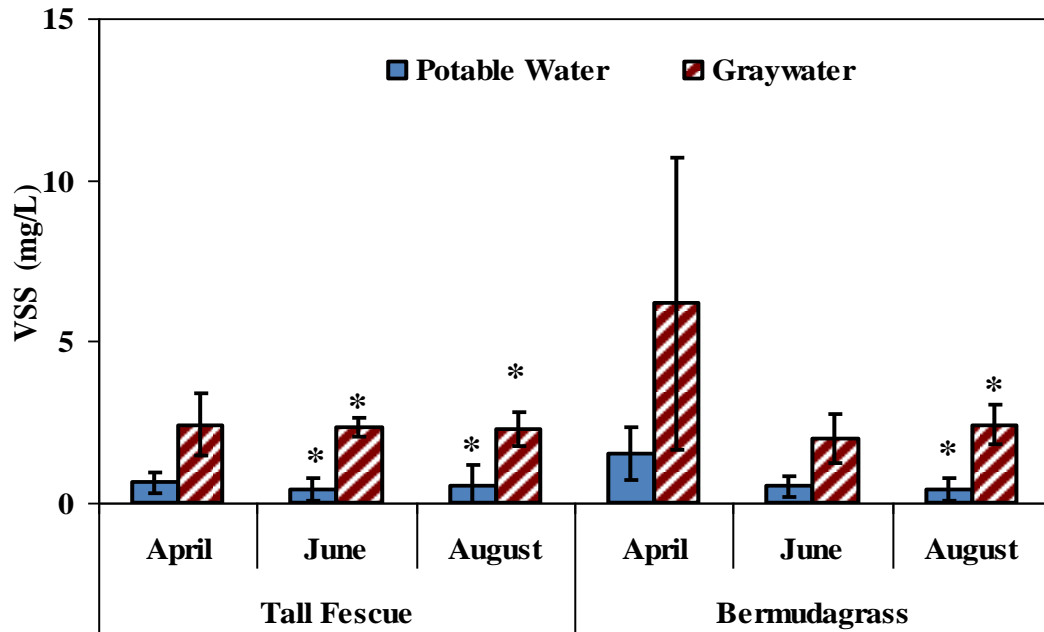 15
Potable Water Graywater
10
VSS (mg/L)
5
* * * * * *
0
April June August April June August
Tall Fescue Bermudagrass